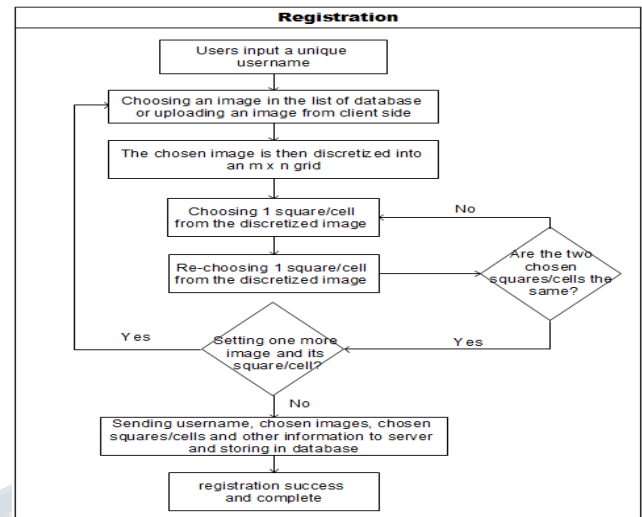 Registration
Users input a unique
username
Choosing an image in the list of database
or uploading an image from client side
The chosen image is then discretized into
an m x n grid
Choosing 1 square/cell
from the discretized image
No
Re-choosing 1 square/cell
from the discretized image
Are the two
chosen
squares/cells the
same?
Yes
Setting one more
image and its
square/cell?
Yes
No
Sending username, chosen images, chosen
squares/cells and other information to server
and storing in database
registration success
and complete